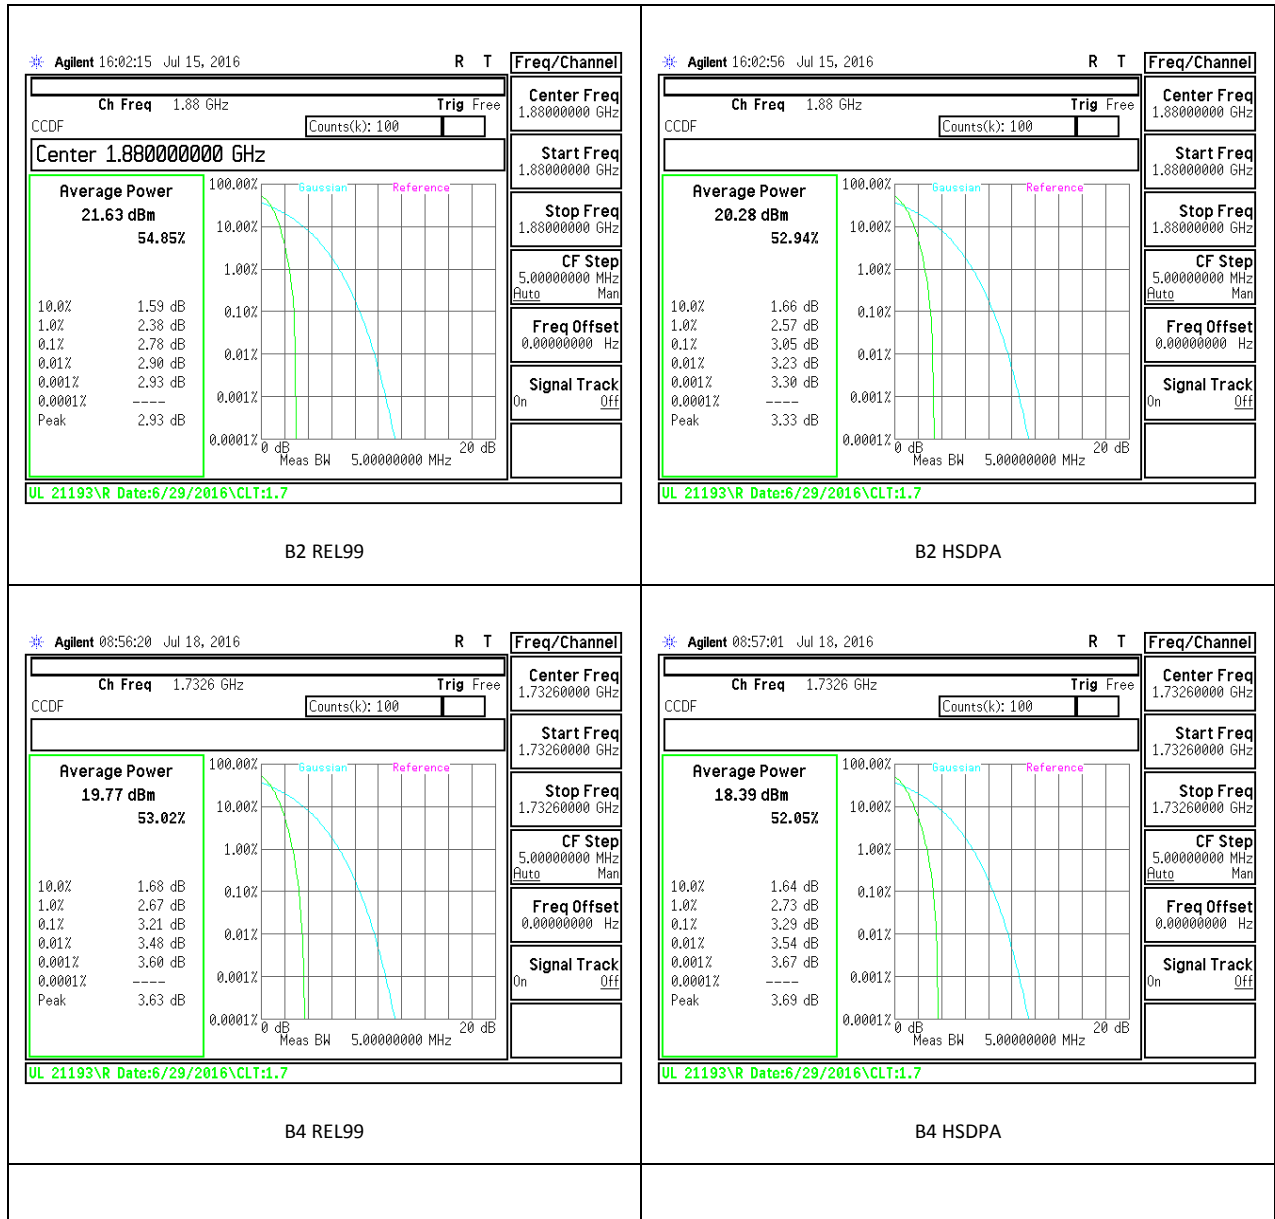 Agilent 16:02:15 Jul 15, 2016 R T
Freq/Channel
Ch Freq 1.88 GHz Trig Free
CCDF Counts(k): 100
Center 1.880000000 GHz
Average Power
21.63 dBm
54.85%
10.0% 1.59 dB
1.0% 2.38 dB
0.1% 2.78 dB
0.01% 2.90 dB
0.001% 2.93 dB
0.0001% ----
Peak 2.93 dB
Gaussian Reference
100.00%
10.00%
1.00%
0.10%
0.01%
0.001%
0.0001%
0 dB 20 dB
Meas BW 5.00000000 MHz
Center Freq
1.88000000 GHz
Start Freq
1.88000000 GHz
Stop Freq
1.88000000 GHz
CF Step
5.00000000 MHz
Auto Man
Freq Offset
0.00000000 Hz
Signal Track
On Off
UL 21193\R Date:6/29/2016\CLT:1.7
B2 REL99
Agilent 16:02:56 Jul 15, 2016 R T
Freq/Channel
Ch Freq 1.88 GHz Trig Free
CCDF Counts(k): 100
Average Power
20.28 dBm
52.94%
10.0% 1.66 dB
1.0% 2.57 dB
0.1% 3.05 dB
0.01% 3.23 dB
0.001% 3.30 dB
0.0001% ----
Peak 3.33 dB
Gaussian Reference
100.00%
10.00%
1.00%
0.10%
0.01%
0.001%
0.0001%
0 dB 20 dB
Meas BW 5.00000000 MHz
Center Freq
1.88000000 GHz
Start Freq
1.88000000 GHz
Stop Freq
1.88000000 GHz
CF Step
5.00000000 MHz
Auto Man
Freq Offset
0.00000000 Hz
Signal Track
On Off
UL 21193\R Date:6/29/2016\CLT:1.7
B2 HSDPA
Agilent 08:56:20 Jul 18, 2016 R T
Freq/Channel
Ch Freq 1.7326 GHz Trig Free
CCDF Counts(k): 100
Average Power
19.77 dBm
53.02%
10.0% 1.68 dB
1.0% 2.67 dB
0.1% 3.21 dB
0.01% 3.48 dB
0.001% 3.60 dB
0.0001% ----
Peak 3.63 dB
Gaussian Reference
100.00%
10.00%
1.00%
0.10%
0.01%
0.001%
0.0001%
0 dB 20 dB
Meas BW 5.00000000 MHz
Center Freq
1.73260000 GHz
Start Freq
1.73260000 GHz
Stop Freq
1.73260000 GHz
CF Step
5.00000000 MHz
Auto Man
Freq Offset
0.00000000 Hz
Signal Track
On Off
UL 21193\R Date:6/29/2016\CLT:1.7
B4 REL99
Agilent 08:57:01 Jul 18, 2016 R T
Freq/Channel
Ch Freq 1.7326 GHz Trig Free
CCDF Counts(k): 100
Average Power
18.39 dBm
52.05%
10.0% 1.64 dB
1.0% 2.73 dB
0.1% 3.29 dB
0.01% 3.54 dB
0.001% 3.67 dB
0.0001% ----
Peak 3.69 dB
Gaussian Reference
100.00%
10.00%
1.00%
0.10%
0.01%
0.001%
0.0001%
0 dB 20 dB
Meas BW 5.00000000 MHz
Center Freq
1.73260000 GHz
Start Freq
1.73260000 GHz
Stop Freq
1.73260000 GHz
CF Step
5.00000000 MHz
Auto Man
Freq Offset
0.00000000 Hz
Signal Track
On Off
UL 21193\R Date:6/29/2016\CLT:1.7
B4 HSDPA